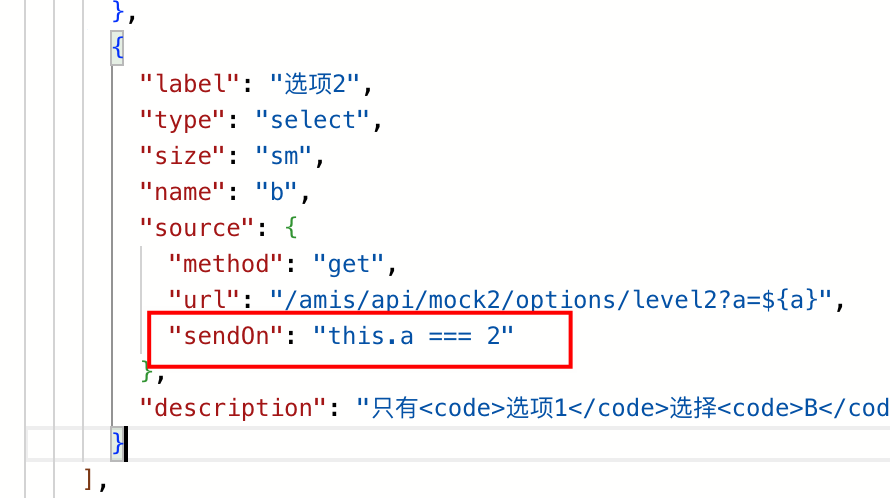 },
{
"label": "选项2",
"type": "select",
"size": "sm",
"name": "b",
"source": {
"method": "get",
"url": "/amis/api/mock2/options/level2?a=${a}",
"sendOn": "this.a === 2"
},
"description": "只有<code>选项1</code>选择<code>B</cod
}
],